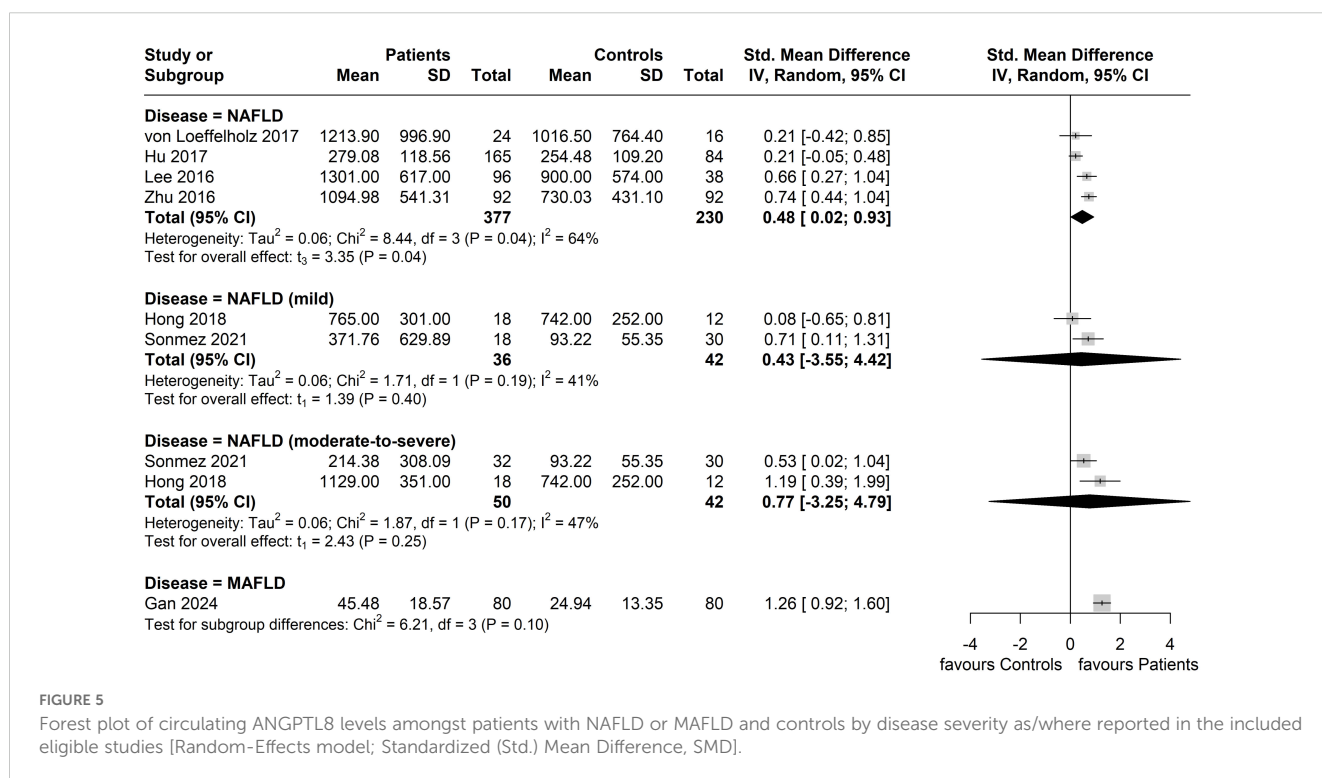 Study or Patients Controls Std. Mean Difference Std. Mean Difference
Subgroup Mean SD Total Mean SD Total IV, Random, 95% CI IV, Random, 95% CI
Disease = NAFLD
von Loeffelholz 2017 1213.90 996.90 24 1016.50 764.40 16 0.21 [-0.42; 0.85]
Hu 2017 279.08 118.56 165 254.48 109.20 84 0.21 [-0.05; 0.48]
Lee 2016 1301.00 617.00 96 900.00 574.00 38 0.66 [ 0.27; 1.04]
Zhu 2016 1094.98 541.31 92 730.03 431.10 92 0.74 [ 0.44; 1.04]
Total (95% CI) 377 230 0.48 [ 0.02; 0.93]
Heterogeneity: Tau² = 0.06; Chi² = 8.44, df = 3 (P = 0.04); I² = 64%
Test for overall effect: t₃ = 3.35 (P = 0.04)
Disease = NAFLD (mild)
Hong 2018 765.00 301.00 18 742.00 252.00 12 0.08 [-0.65; 0.81]
Sonmez 2021 371.76 629.89 18 93.22 55.35 30 0.71 [ 0.11; 1.31]
Total (95% CI) 36 42 0.43 [-3.55; 4.42]
Heterogeneity: Tau² = 0.06; Chi² = 1.71, df = 1 (P = 0.19); I² = 41%
Test for overall effect: t₁ = 1.39 (P = 0.40)
Disease = NAFLD (moderate-to-severe)
Sonmez 2021 214.38 308.09 32 93.22 55.35 30 0.53 [ 0.02; 1.04]
Hong 2018 1129.00 351.00 18 742.00 252.00 12 1.19 [ 0.39; 1.99]
Total (95% CI) 50 42 0.77 [-3.25; 4.79]
Heterogeneity: Tau² = 0.06; Chi² = 1.87, df = 1 (P = 0.17); I² = 47%
Test for overall effect: t₁ = 2.43 (P = 0.25)
Disease = MAFLD
Gan 2024 45.48 18.57 80 24.94 13.35 80 1.26 [ 0.92; 1.60]
Test for subgroup differences: Chi² = 6.21, df = 3 (P = 0.10)
-4 -2 0 2 4
favours Controls favours Patients
FIGURE 5
Forest plot of circulating ANGPTL8 levels amongst patients with NAFLD or MAFLD and controls by disease severity as/where reported in the included
eligible studies [Random-Effects model; Standardized (Std.) Mean Difference, SMD].